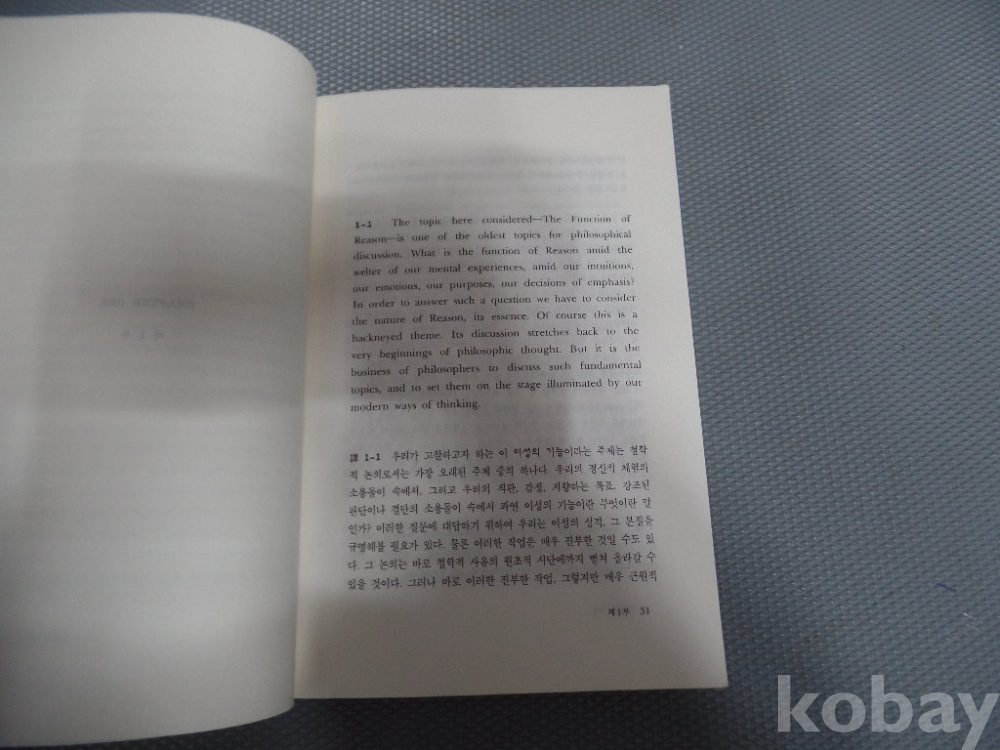 CHAPTER ONE
1-1 The topic here considered—The Function of
Reason—is one of the oldest topics for philosophical
discussion. What is the function of Reason amid the
welter of our mental experiences, amid our intuitions,
our emotions, our purposes, our decisions of emphasis?
In order to answer such a question we have to consider
the nature of Reason, its essence. Of course this is a
hackneyed theme. Its discussion stretches back to the
very beginnings of philosophic thought. But it is the
business of philosophers to discuss such fundamental
topics, and to set them on the stage illuminated by our
modern ways of thinking.
譯 1-1 우리가 고찰하고자 하는 이 이성의 기능이라는 주제는 철학
적 논의로서는 가장 오래된 주제 중의 하나다. 우리의 정신적 체험의
소용돌이 속에서, 그리고 우리의 직관, 감정, 지향하는 목표, 강조된
판단이나 결단의 소용돌이 속에서 과연 이성의 기능이란 무엇이란 말
인가? 이러한 질문에 대답하기 위하여 우리는 이성의 성격, 그 본질을
규명해볼 필요가 있다. 물론 이러한 작업은 매우 진부한 것일 수도 있
다. 그 논의는 바로 철학적 사유의 원초적 시단에까지 뻗쳐 올라갈 수
있을 것이다. 그러나 바로 이러한 진부한 작업, 그렇지만 매우 근원적
제1부 31
kobay